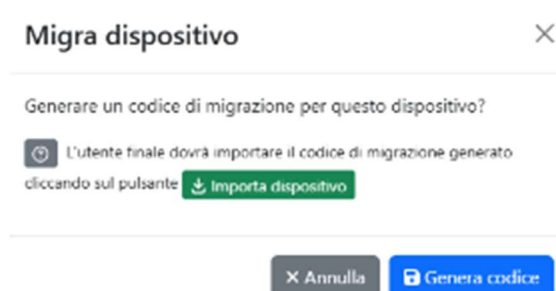 Migra dispositivo
Generare un codice di migrazione per questo dispositivo?
L'utente finale dovrà importare il codice di migrazione generato
cliccando sul pulsante Importa dispositivo
Annulla Genera codice